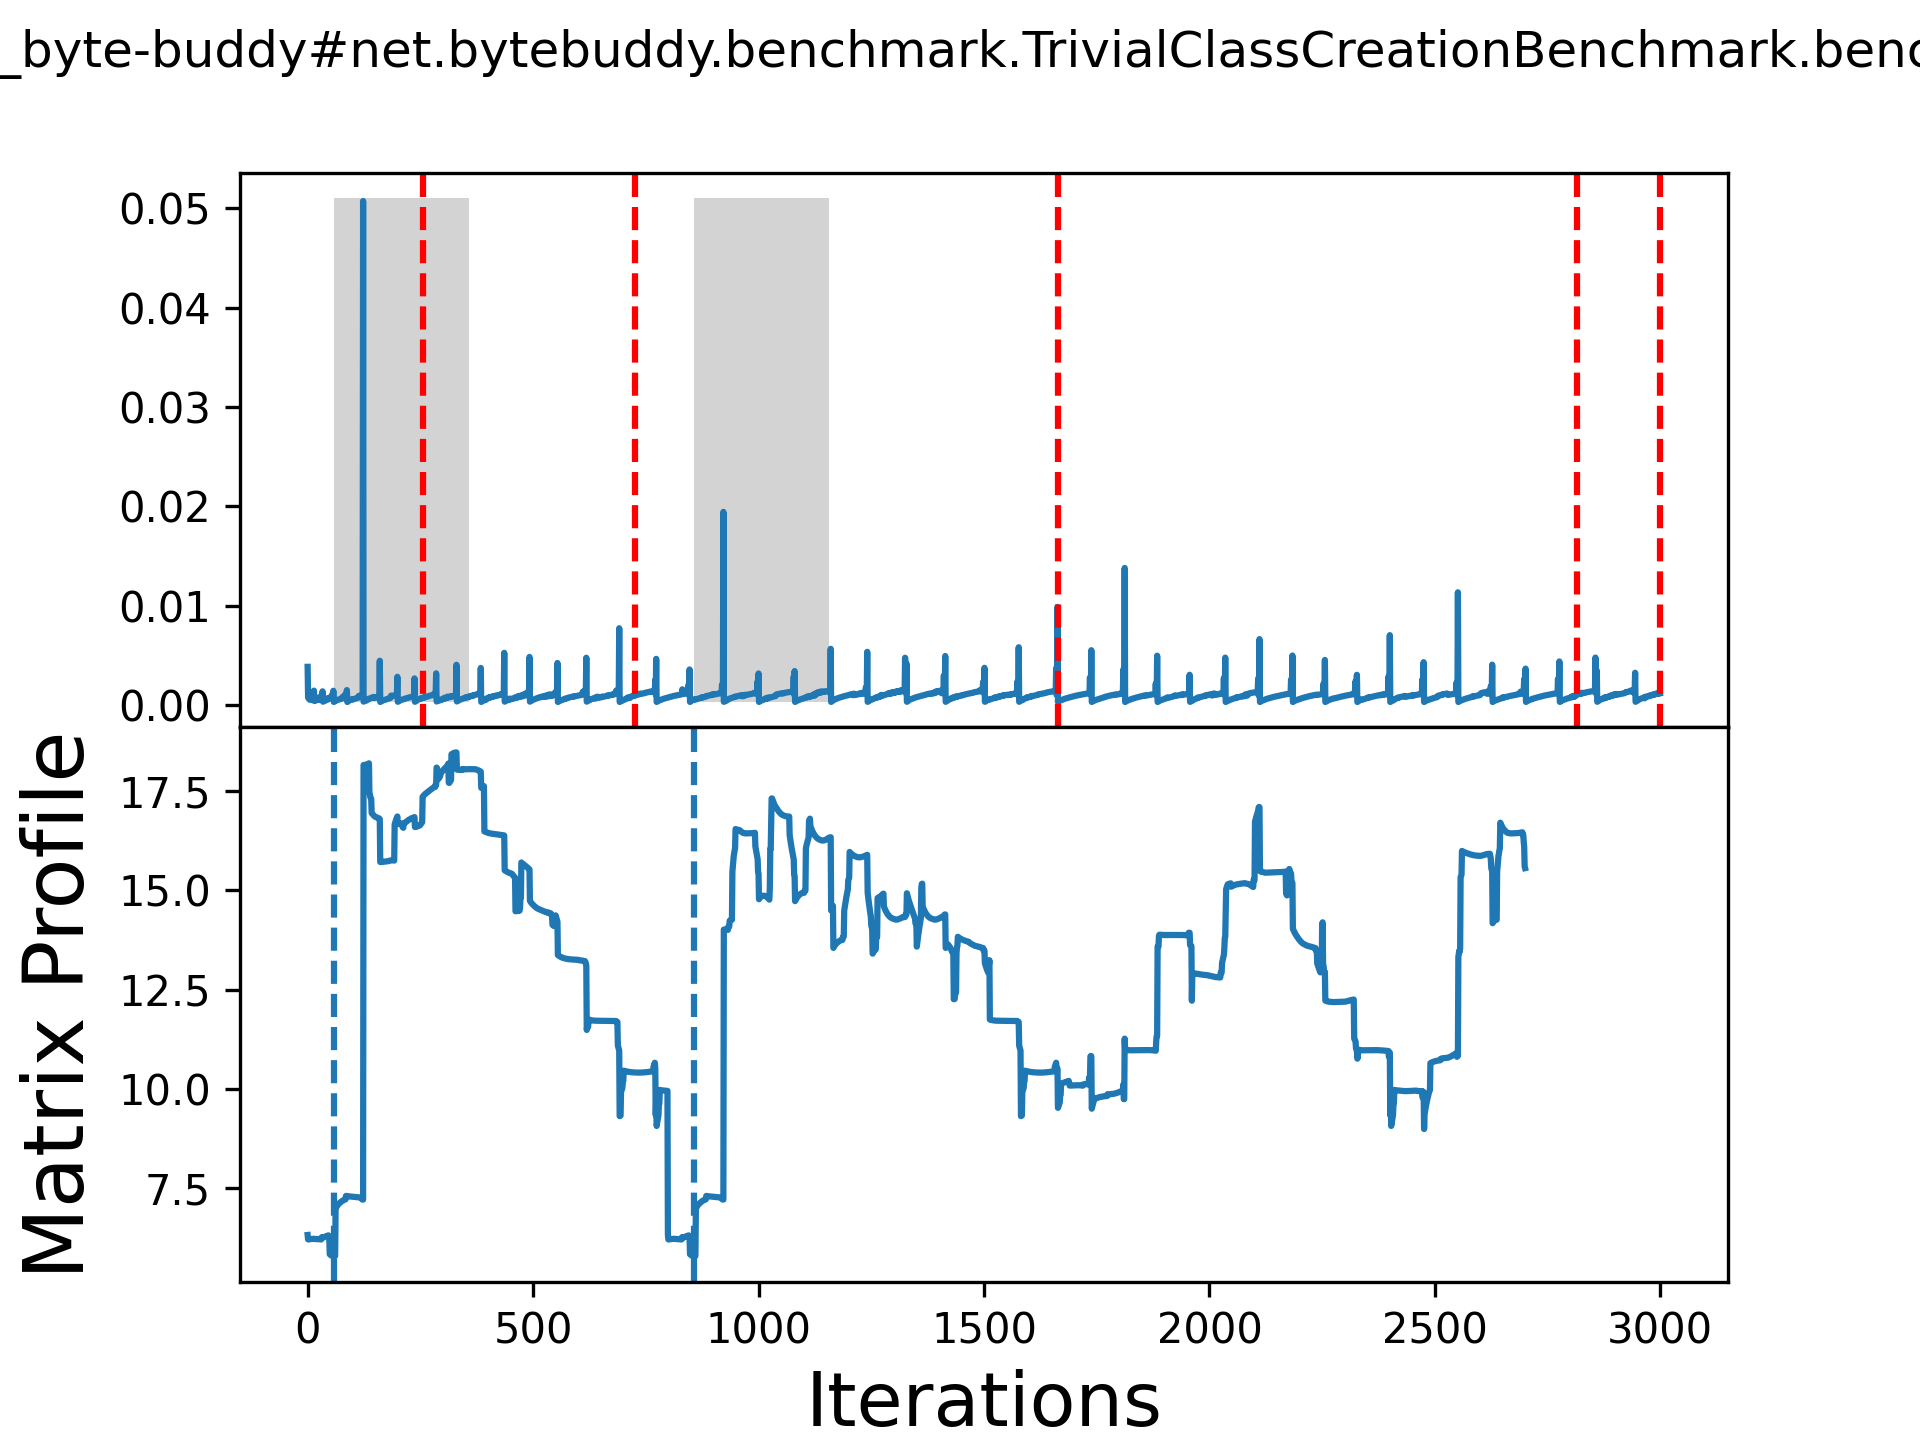 _byte-buddy#net.bytebuddy.benchmark.TrivialClassCreationBenchmark.benc
0.05
0.04
0.03
0.02
0.01
0.00
Matrix Profile
17.5
15.0
12.5
10.0
7.5
0 500 1000 1500 2000 2500 3000
Iterations